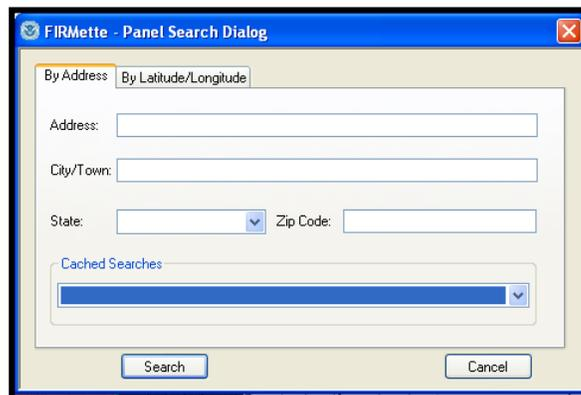 FIRMette - Panel Search Dialog
By Address By Latitude/Longitude
Address:
City/Town:
State: Zip Code:
Cached Searches
Search Cancel